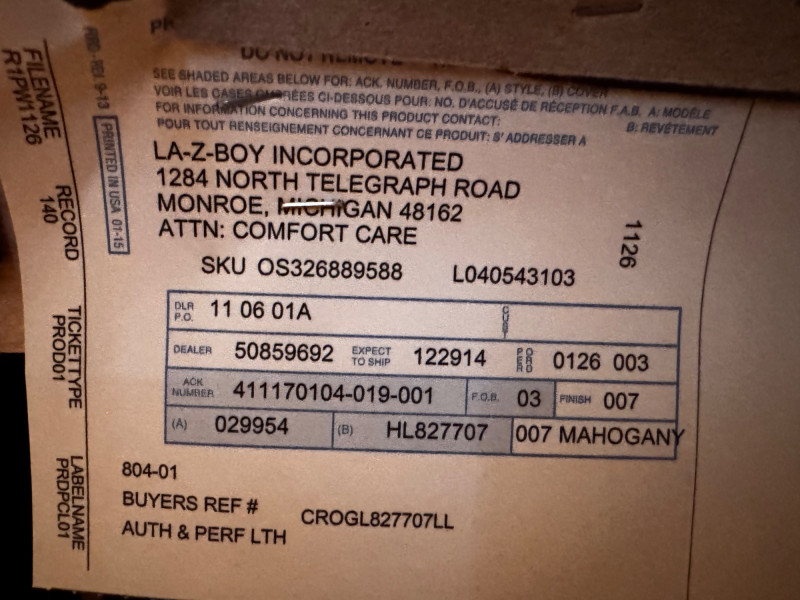 DO NOT REMOVE
SEE SHADED AREAS BELOW FOR: ACK. NUMBER, F.O.B., (A) STYLE, (B) COVER
VOIR LES CASES OMBRÉES CI-DESSOUS POUR: NO. D'ACCUSÉ DE RÉCEPTION F.A.B. A: MODÈLE
FOR INFORMATION CONCERNING THIS PRODUCT CONTACT: B: REVÊTEMENT
POUR TOUT RENSEIGNEMENT CONCERNANT CE PRODUIT: S'ADDRESSER A
LA-Z-BOY INCORPORATED
1284 NORTH TELEGRAPH ROAD
MONROE, MICHIGAN 48162
ATTN: COMFORT CARE
1126
SKU OS326889588 L040543103
DLR P.O. 11 06 01A CUST
DEALER 50859692 EXPECT TO SHIP 122914 PROD PER 0126 003
ACK NUMBER 411170104-019-001 F.O.B. 03 FINISH 007
(A) 029954 (B) HL827707 007 MAHOGANY
804-01
BUYERS REF # CROGL827707LL
AUTH & PERF LTH
FILENAME
R1PW1126
RECORD
140
TICKETTYPE
PROD01
LABELNAME
PRDPCL01
9-13
PRINTED IN USA 01-15